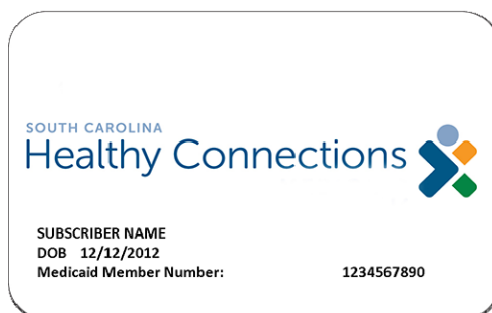 SOUTH CAROLINA
Healthy Connections
SUBSCRIBER NAME
DOB 12/12/2012
Medicaid Member Number: 1234567890